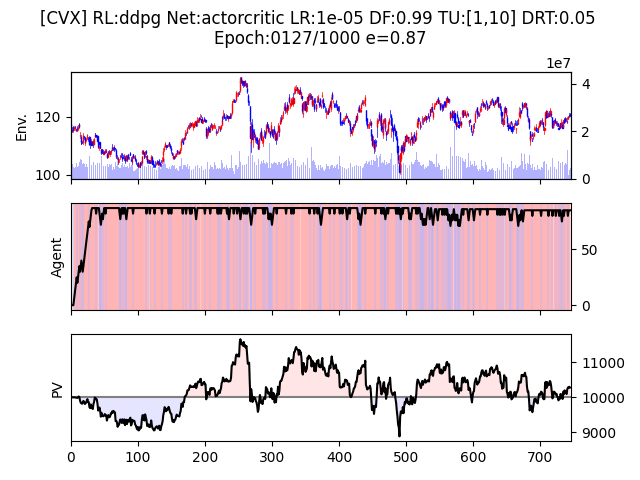 [CVX] RL:ddpg Net:actorcritic LR:1e-05 DF:0.99 TU:[1,10] DRT:0.05
Epoch:0127/1000 e=0.87
1e7
Env.
120
100
4
2
0
Agent
50
0
PV
11000
10000
9000
0 100 200 300 400 500 600 700